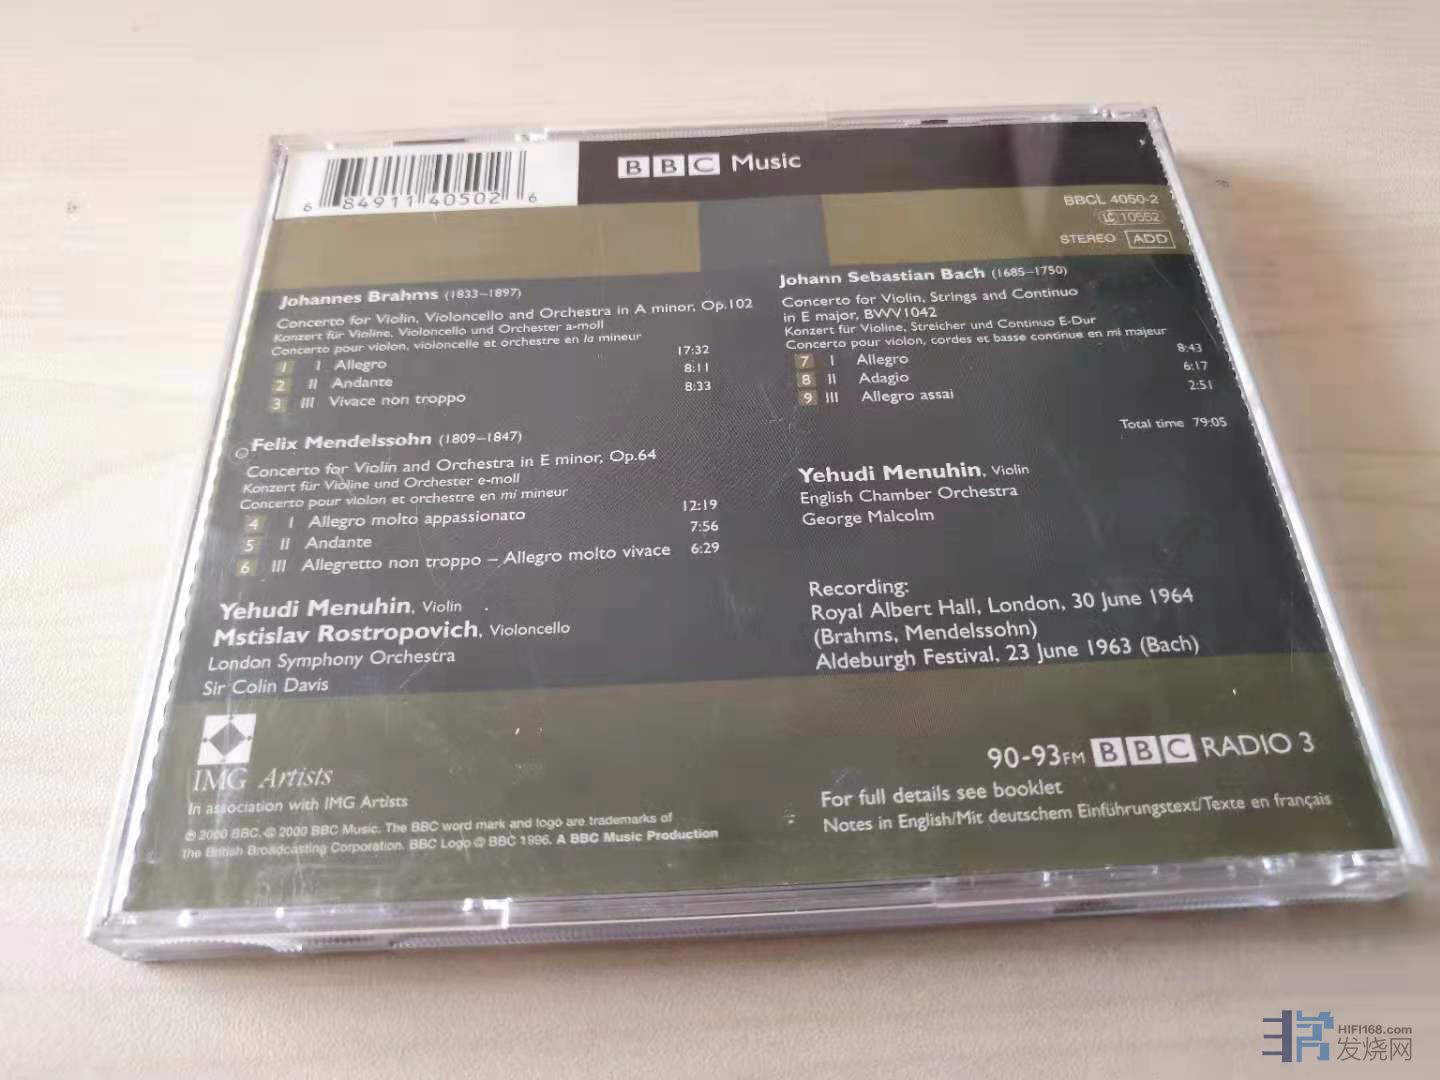 6 84911 40502 6
BBC Music
BBCL 4050-2
LC 10552
STEREO ADD
Johannes Brahms (1833–1897)
Concerto for Violin, Violoncello and Orchestra in A minor, Op.102
Konzert für Violine, Violoncello und Orchester a-moll
Concerto pour violon, violoncelle et orchestre en la mineur
1 I Allegro 17:32
2 II Andante 8:11
3 III Vivace non troppo 8:33
Felix Mendelssohn (1809–1847)
Concerto for Violin and Orchestra in E minor, Op.64
Konzert für Violine und Orchester e-moll
Concerto pour violon et orchestre en mi mineur
4 I Allegro molto appassionato 12:19
5 II Andante 7:56
6 III Allegretto non troppo – Allegro molto vivace 6:29
Yehudi Menuhin, Violin
Mstislav Rostropovich, Violoncello
London Symphony Orchestra
Sir Colin Davis
Johann Sebastian Bach (1685–1750)
Concerto for Violin, Strings and Continuo
in E major, BWV1042
Konzert für Violine, Streicher und Continuo E-Dur
Concerto pour violon, cordes et basse continue en mi majeur
7 I Allegro 8:43
8 II Adagio 6:17
9 III Allegro assai 2:51
Total time 79:05
Yehudi Menuhin, Violin
English Chamber Orchestra
George Malcolm
Recording:
Royal Albert Hall, London, 30 June 1964
(Brahms, Mendelssohn)
Aldeburgh Festival, 23 June 1963 (Bach)
IMG Artists
In association with IMG Artists
℗ 2000 BBC. © 2000 BBC Music. The BBC word mark and logo are trademarks of
the British Broadcasting Corporation. BBC Logo © BBC 1996. A BBC Music Production
90-93FM BBC RADIO 3
For full details see booklet
Notes in English/Mit deutschem Einführungstext/Texte en français
HIFI168.com
发烧网